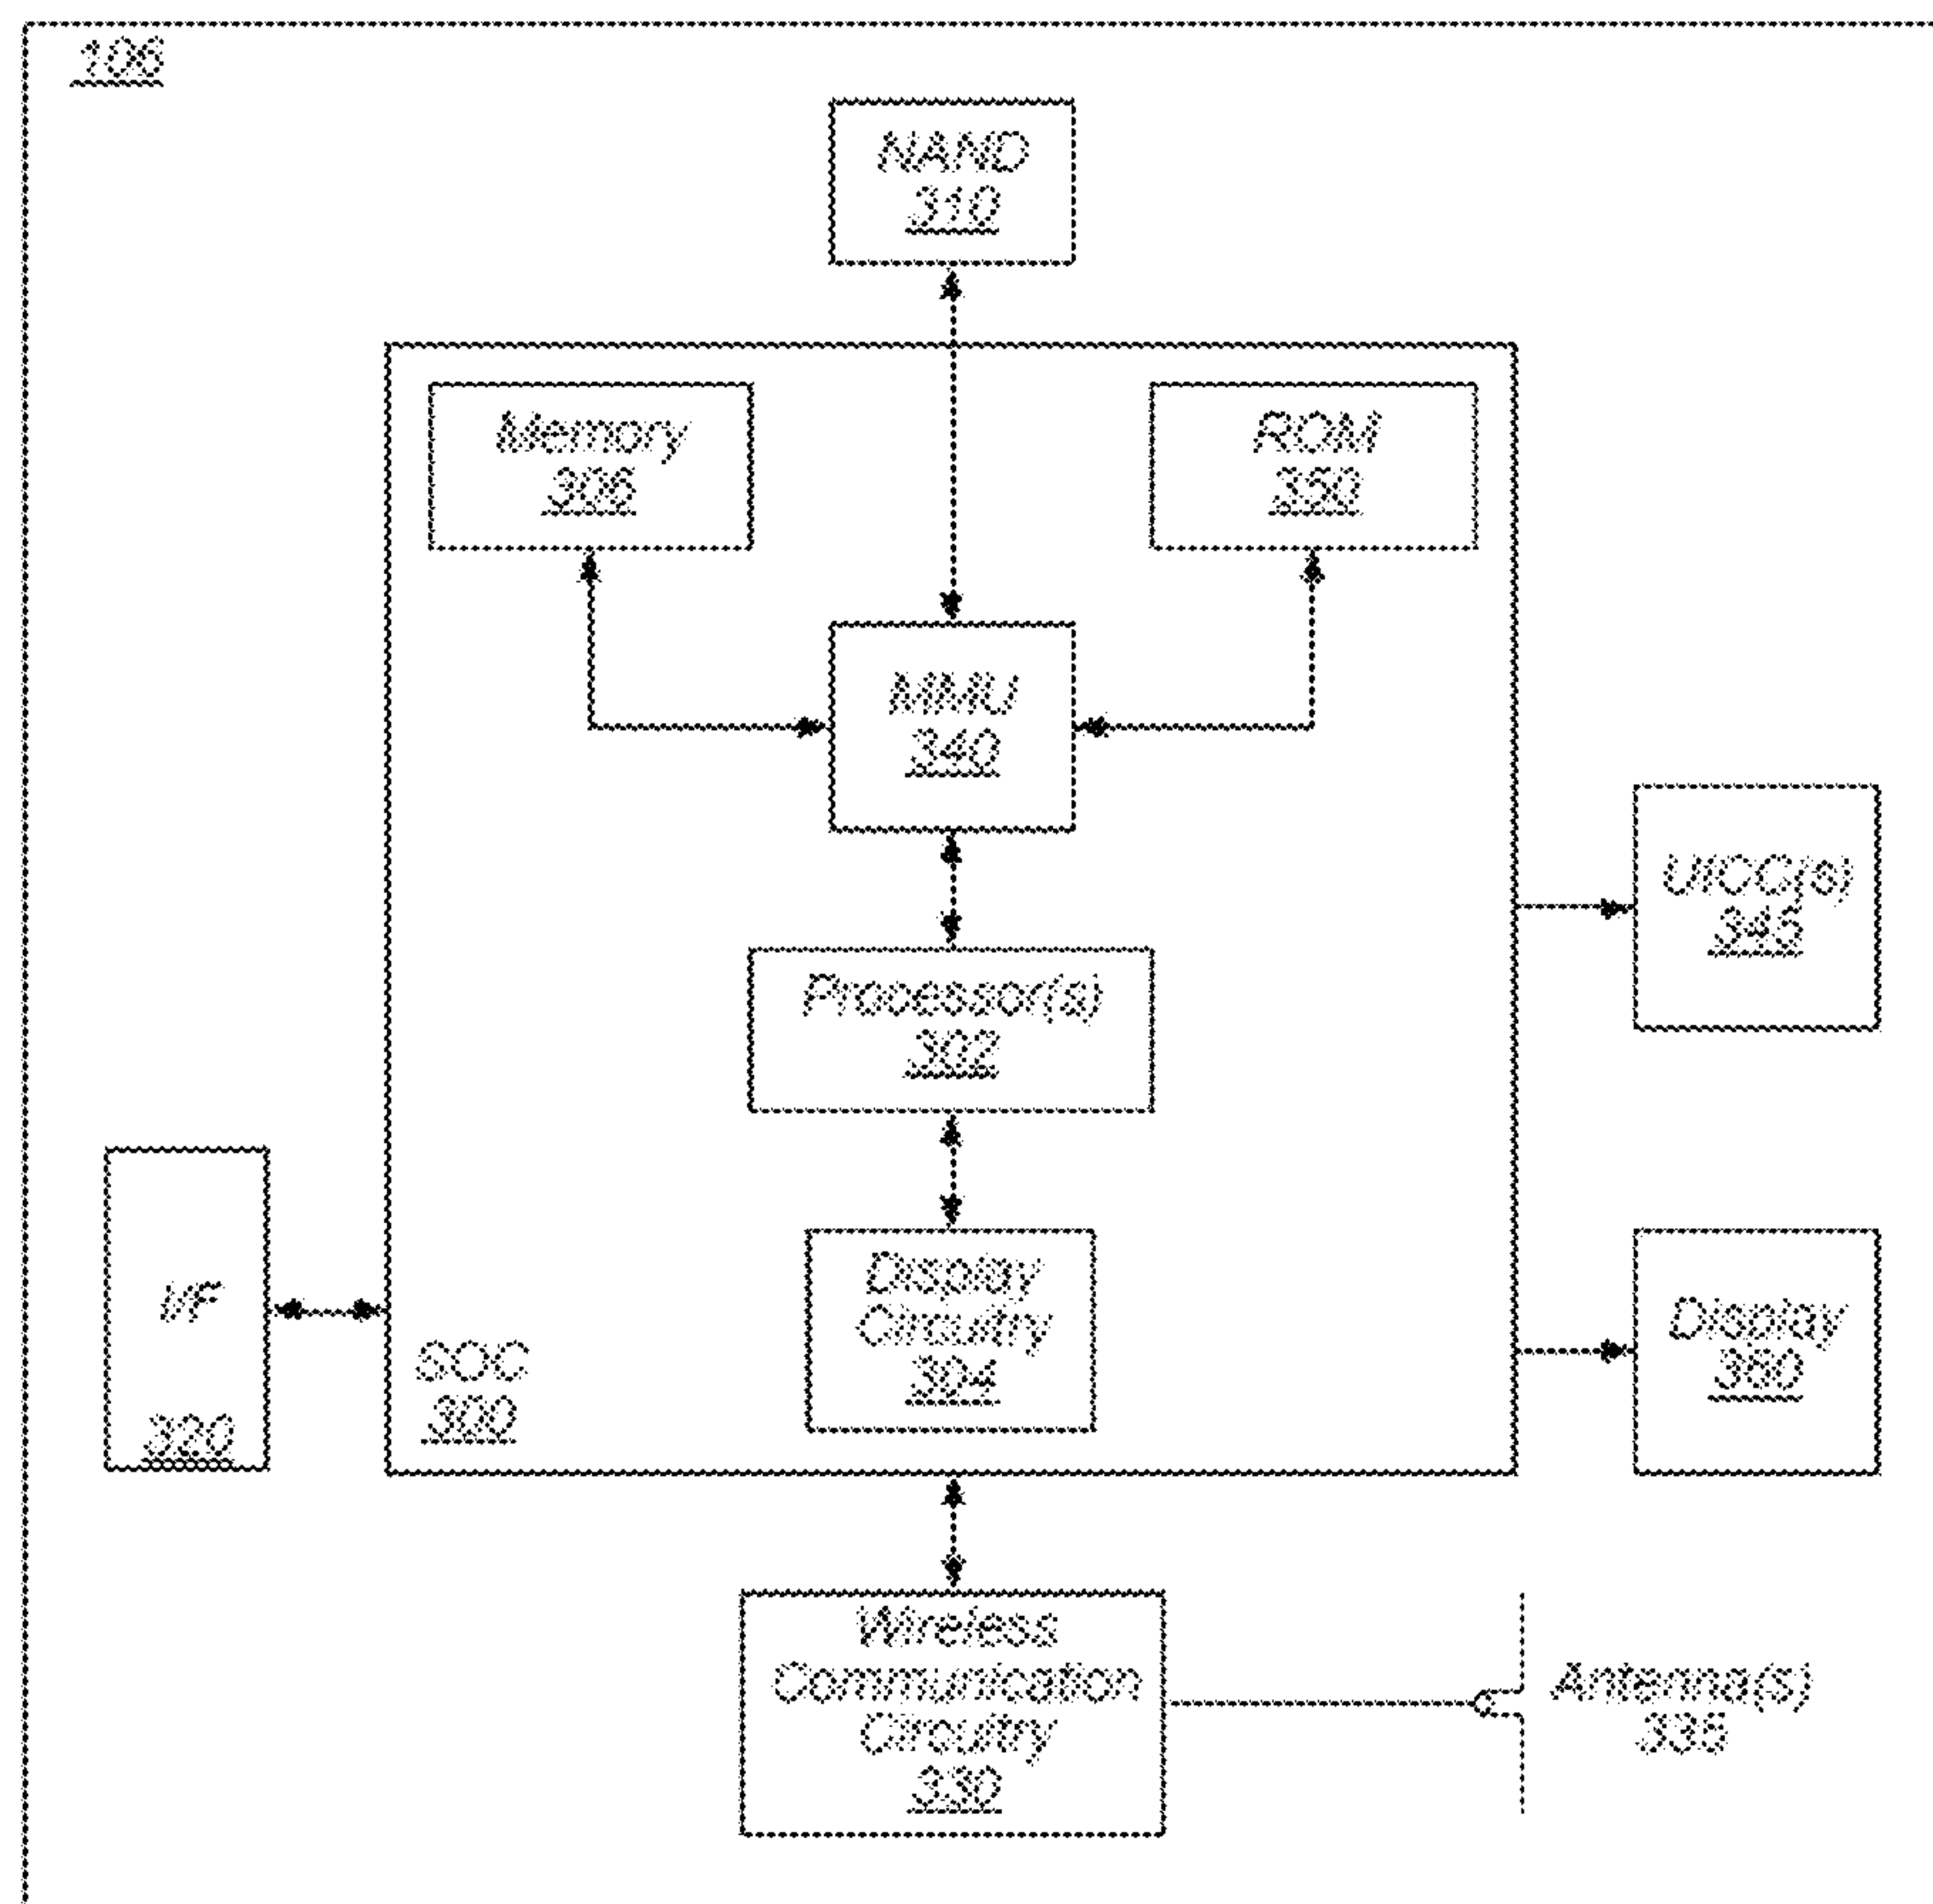 106
NAND
310
Memory
306
ROM
350
MMU
340
UICC(s)
345
Processor(s)
302
I/F
320
Display
Circuitry
304
SOC
300
Display
360
Wireless
Communication
Circuitry
330
Antenna(s)
335